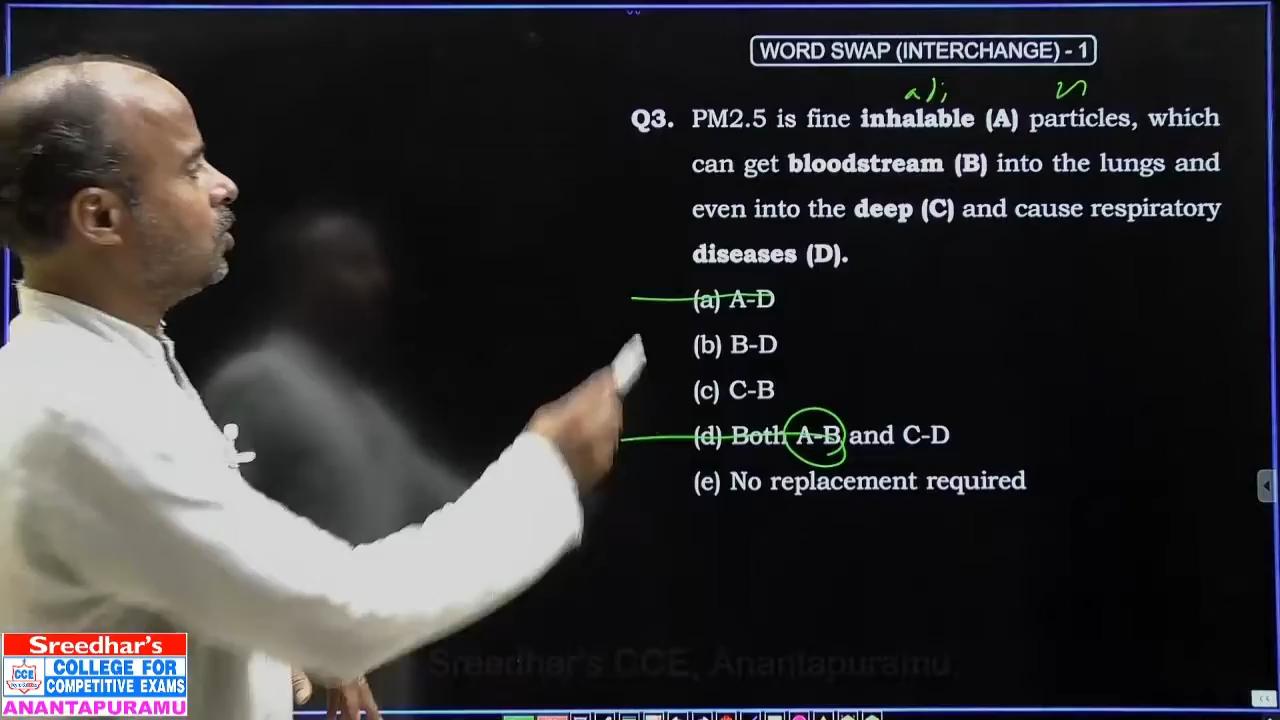 WORD SWAP (INTERCHANGE) - 1
adj n
Q3. PM2.5 is fine inhalable (A) particles, which
can get bloodstream (B) into the lungs and
even into the deep (C) and cause respiratory
diseases (D).
(a) A-D
(b) B-D
(c) C-B
(d) Both A-B and C-D
(e) No replacement required
Sreedhar's CCE, Anantapuramu
Sreedhar's
CCE
COLLEGE FOR
COMPETITIVE EXAMS
ANANTAPURAMU